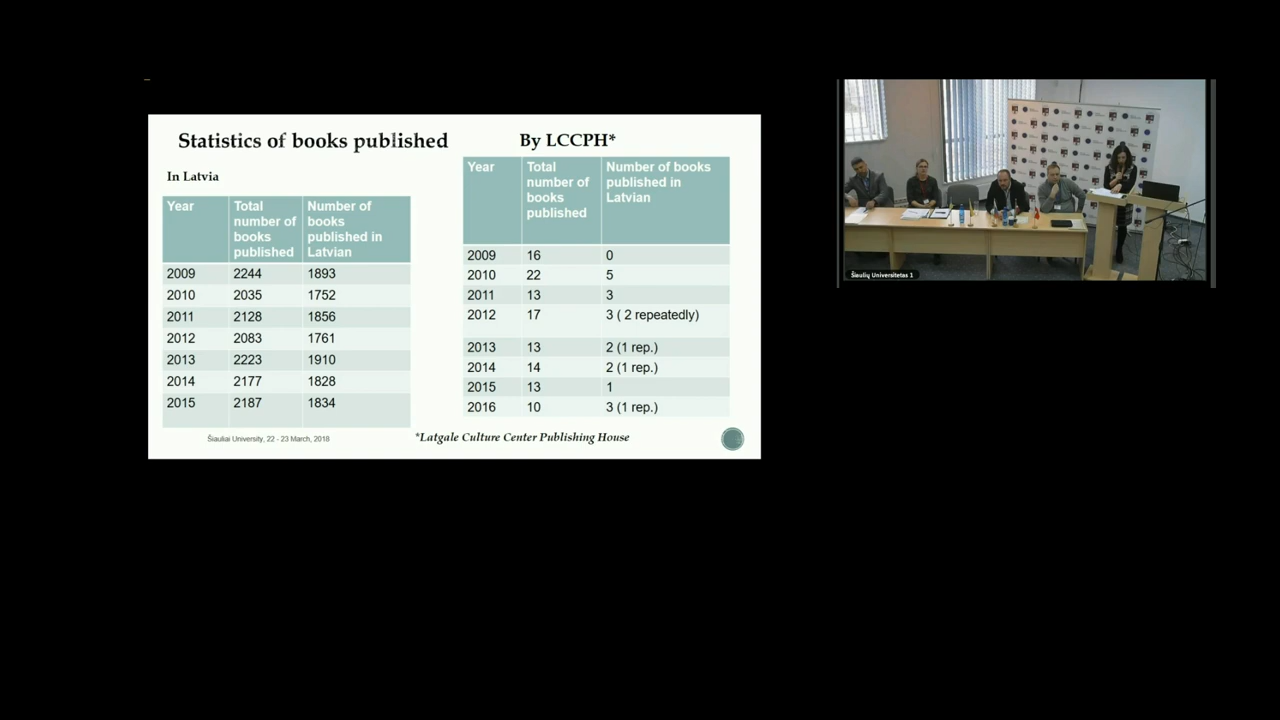 Statistics of books published
In Latvia
Year Total number of books published Number of books published in Latvian
2009 2244 1893
2010 2035 1752
2011 2128 1856
2012 2083 1761
2013 2223 1910
2014 2177 1828
2015 2187 1834
By LCCPH*
Year Total number of books published Number of books published in Latvian
2009 16 0
2010 22 5
2011 13 3
2012 17 3 ( 2 repeatedly)
2013 13 2 (1 rep.)
2014 14 2 (1 rep.)
2015 13 1
2016 10 3 (1 rep.)
Šiauliai University, 22 - 23 March, 2018
*Latgale Culture Center Publishing House
Šiaulių Universitetas 1